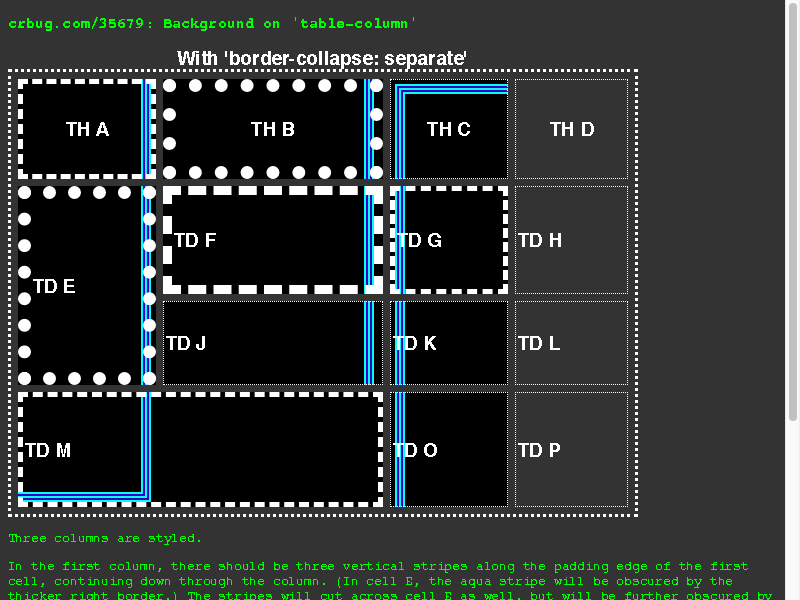 crbug.com/35679: Background on 'table-column'
With 'border-collapse: separate'
TH A TH B TH C TH D
TD E TD F TD G TD H
TD J TD K TD L
TD M TD O TD P
Three columns are styled.
In the first column, there should be three vertical stripes along the padding edge of the first
cell, continuing down through the column. (In cell E, the aqua stripe will be obscured by the
thicker right border.) The stripes will cut across cell E as well, but will be further obscured by